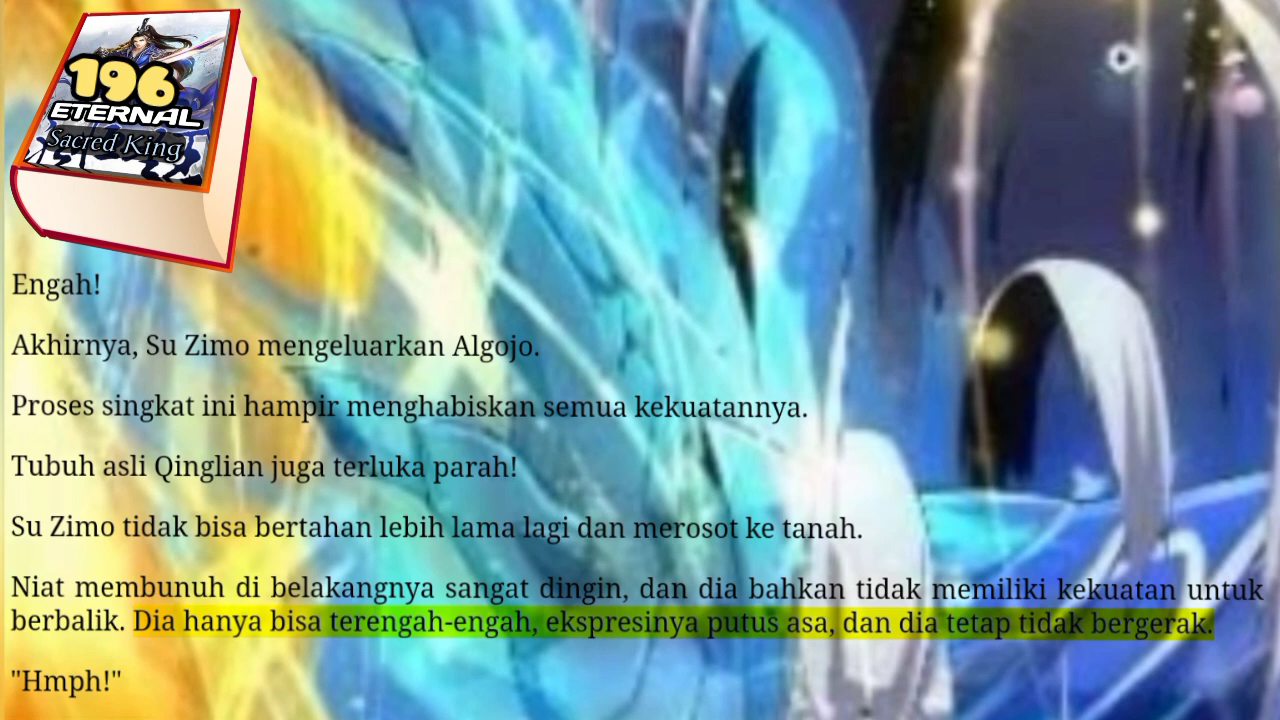 196
ETERNAL
Sacred King
Engah!
Akhirnya, Su Zimo mengeluarkan Algojo.
Proses singkat ini hampir menghabiskan semua kekuatannya.
Tubuh asli Qinglian juga terluka parah!
Su Zimo tidak bisa bertahan lebih lama lagi dan merosot ke tanah.
Niat membunuh di belakangnya sangat dingin, dan dia bahkan tidak memiliki kekuatan untuk
berbalik. Dia hanya bisa terengah-engah, ekspresinya putus asa, dan dia tetap tidak bergerak.
"Hmph!"